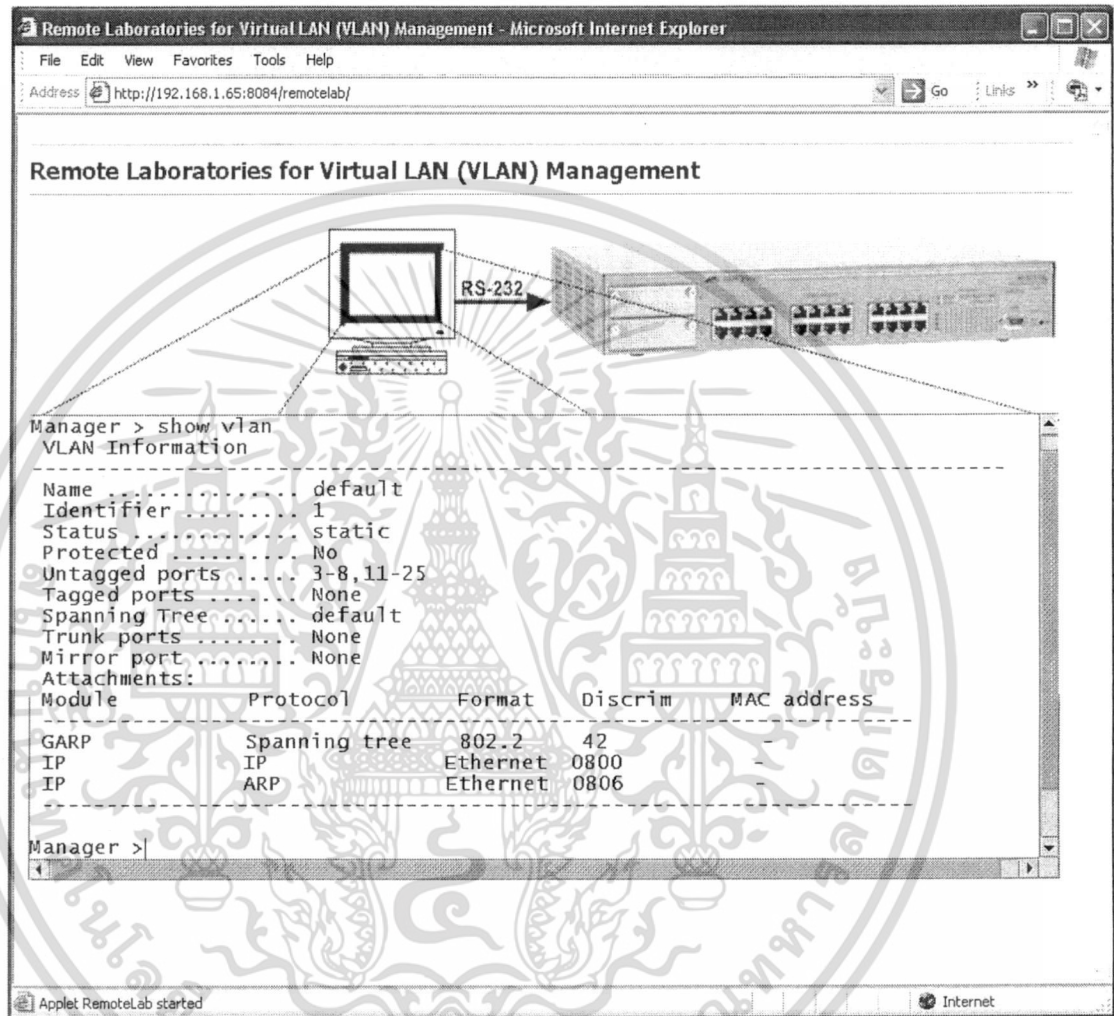 Remote Laboratories for Virtual LAN (VLAN) Management - Microsoft Internet Explorer
File Edit View Favorites Tools Help
Address http://192.168.1.65:8084/remotelab/ Go Links »
Remote Laboratories for Virtual LAN (VLAN) Management
RS-232
Manager > show vlan
VLAN Information
--------------------------------------------------------------------------------
Name ............... default
Identifier ......... 1
Status ............. static
Protected .......... No
Untagged ports ..... 3-8,11-25
Tagged ports ....... None
Spanning Tree ...... default
Trunk ports ........ None
Mirror port ........ None
Attachments:
Module Protocol Format Discrim MAC address
------------------------------------------------------------------------
GARP Spanning tree 802.2 42 -
IP IP Ethernet 0800 -
IP ARP Ethernet 0806 -
------------------------------------------------------------------------
Manager >
Applet RemoteLab started Internet